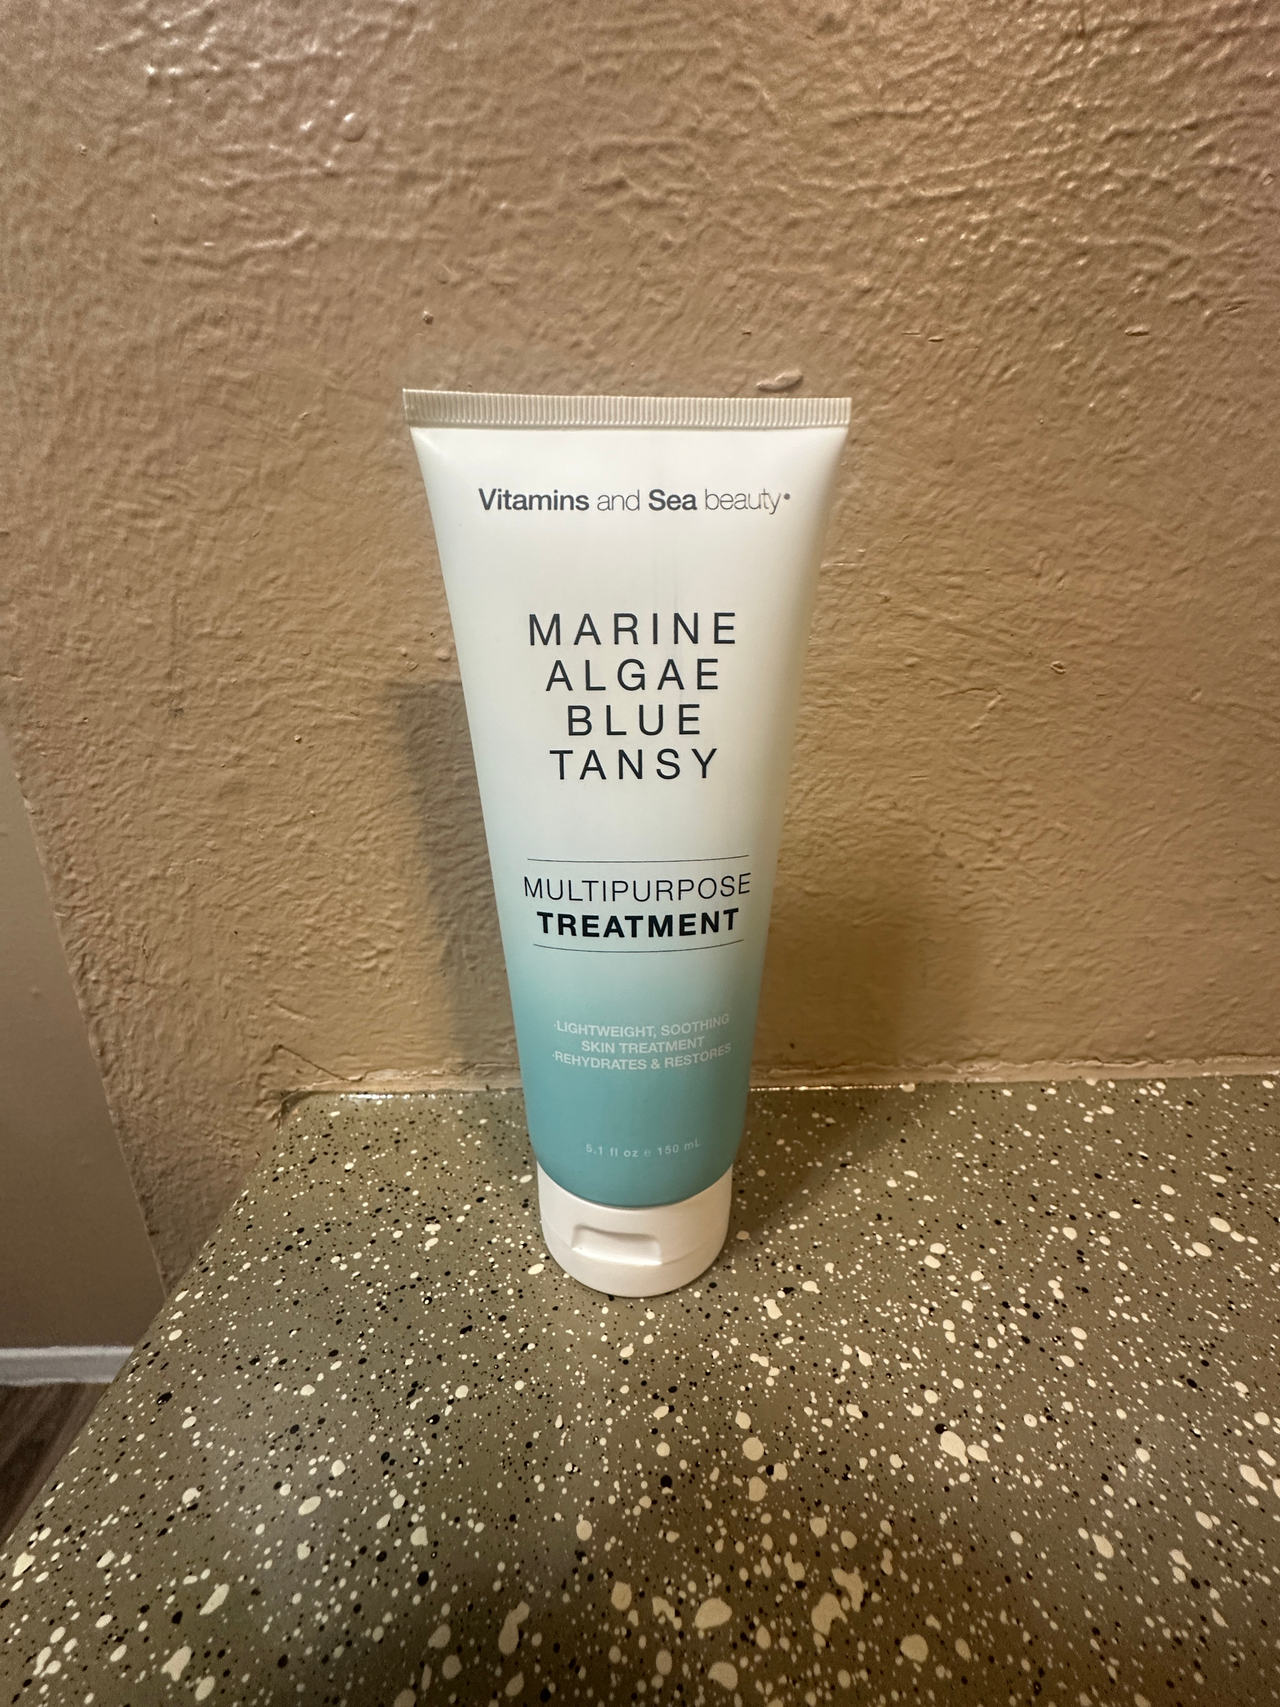 Vitamins and Sea beauty•
MARINE
ALGAE
BLUE
TANSY
MULTIPURPOSE
TREATMENT
·LIGHTWEIGHT, SOOTHING
SKIN TREATMENT
·REHYDRATES & RESTORES
5.1 fl oz e 150 mL